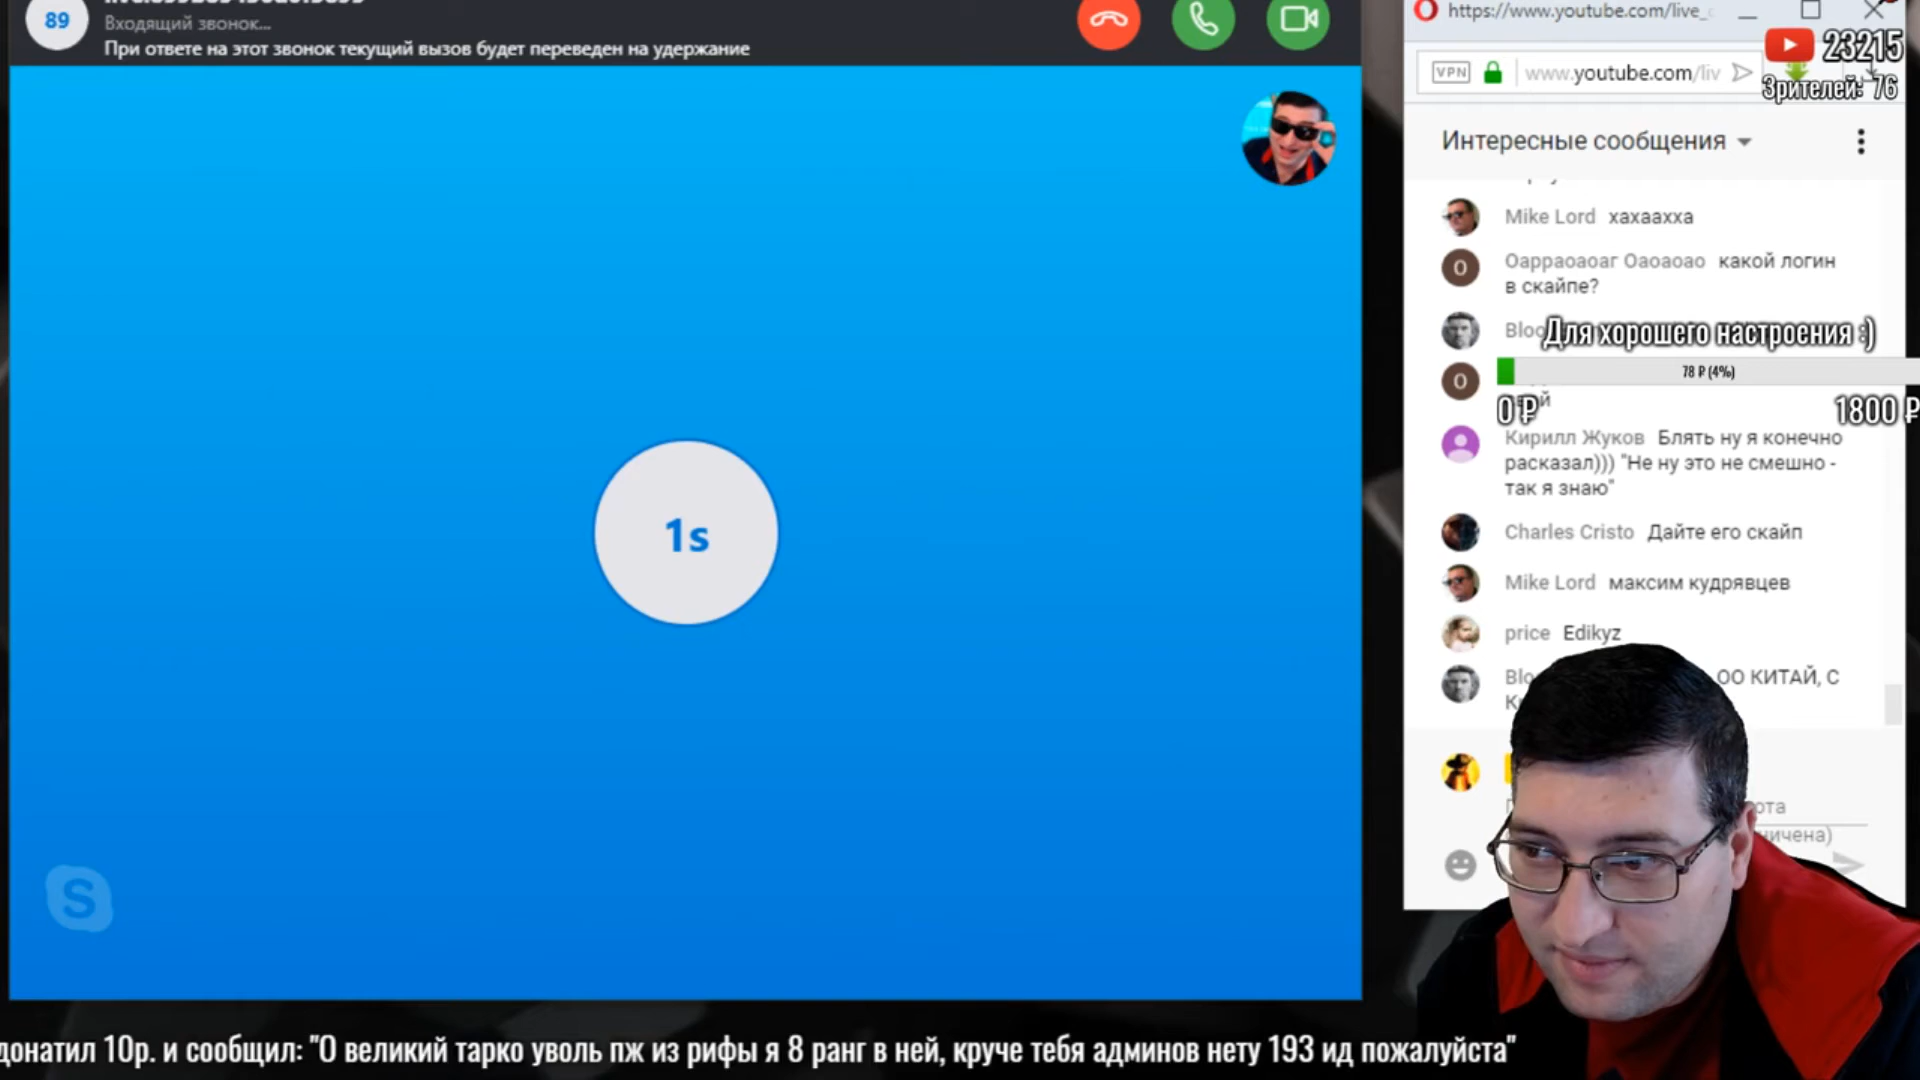 89
Входящий звонок...
При ответе на этот звонок текущий вызов будет переведен на удержание
1s
S
https://www.youtube.com/live_
VPN
www.youtube.com/liv
23215
Зрителей: 76
Интересные сообщения
Mike Lord хахаахха
Оаррааоаоаг Оаоаоао какой логин
в скайпе?
Для хорошего настроения :)
78 ₽ (4%)
0 ₽
1800 ₽
Кирилл Жуков Блять ну я конечно
расказал))) "Не ну это не смешно -
так я знаю"
Charles Cristo Дайте его скайп
Mike Lord максим кудрявцев
price Edikyz
ОО КИТАЙ, С
донатил 10р. и сообщил: "О великий тарко уволь пж из рифы я 8 ранг в ней, круче тебя админов нету 193 ид пожалуйста"